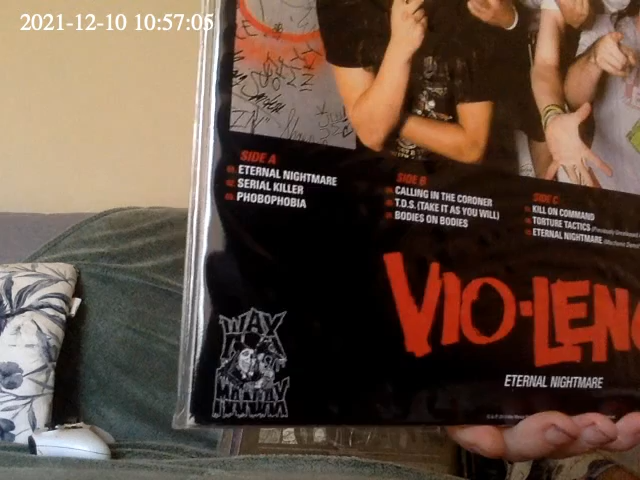 2021-12-10 10:57:05
SIDE A
ETERNAL NIGHTMARE
SERIAL KILLER
PHOBOPHOBIA
SIDE B
CALLING IN THE CORONER
T.D.S. (TAKE IT AS YOU WILL)
BODIES ON BODIES
SIDE C
KILL ON COMMAND
TORTURE TACTICS (Previously
ETERNAL NIGHTMARE
VIO-LENC
ETERNAL NIGHTMARE
WAX
MANIAX